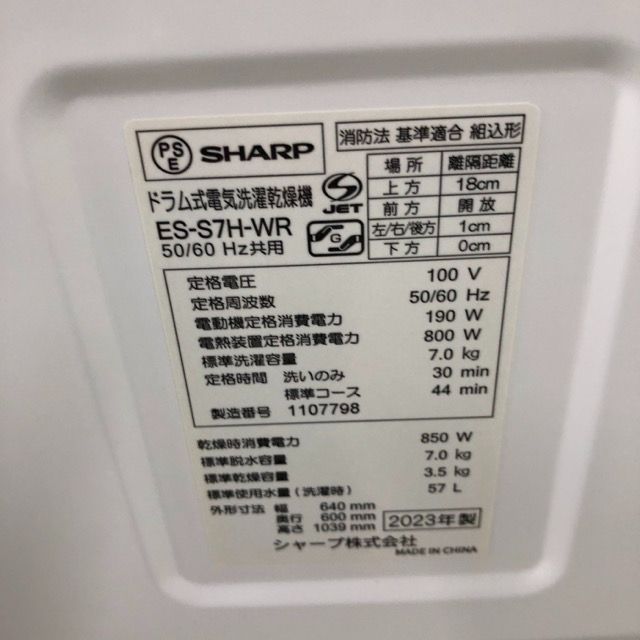 PSE SHARP
消防法 基準適合 組込形
場所 離隔距離
上方 18cm
前方 開放
左/右/後方 1cm
下方 0cm
ドラム式電気洗濯乾燥機
S JET
ES-S7H-WR
G
50/60 Hz共用
定格電圧 100 V
定格周波数 50/60 Hz
電動機定格消費電力 190 W
電熱装置定格消費電力 800 W
標準洗濯容量 7.0 kg
定格時間 洗いのみ 30 min
標準コース 44 min
製造番号 1107798
乾燥時消費電力 850 W
標準脱水容量 7.0 kg
標準乾燥容量 3.5 kg
標準使用水量(洗濯時) 57 L
外形寸法 幅 640 mm
奥行 600 mm
高さ 1039 mm
2023年製
シャープ株式会社
MADE IN CHINA